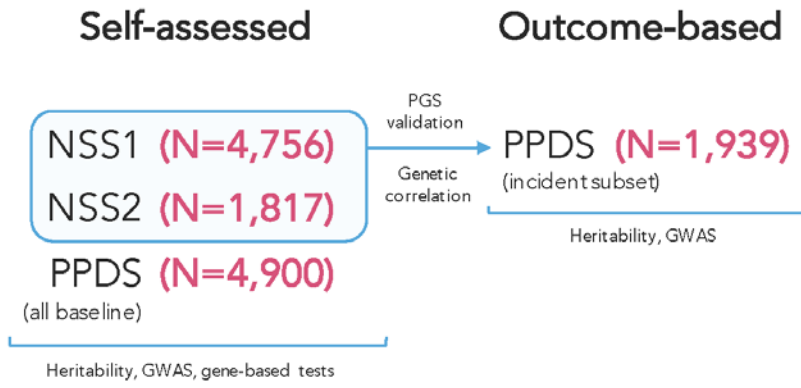 Self-assessed
Outcome-based
NSS1 (N=4,756)
NSS2 (N=1,817)
PPDS (N=4,900)
(all baseline)
Heritability, GWAS, gene-based tests
PGS
validation
Genetic
correlation
PPDS (N=1,939)
(incident subset)
Heritability, GWAS